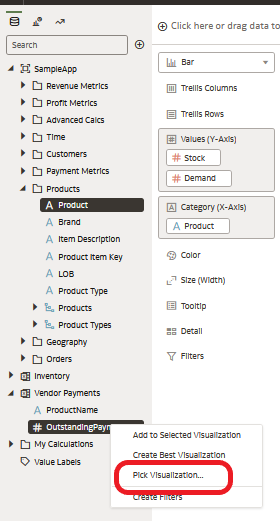 Search
SampleApp
Revenue Metrics
Profit Metrics
Advanced Calcs
Time
Customers
Payment Metrics
Products
Product
Brand
Item Description
Product Item Key
LOB
Product Type
Products
Product Types
Geography
Orders
Inventory
Vendor Payments
ProductName
My Calculations
Value Labels
Click here or drag data to
Bar
Trellis Columns
Trellis Rows
Values (Y-Axis)
Stock
Demand
Category (X-Axis)
Product
Color
Size (Width)
Tooltip
Detail
Filters
Add to Selected Visualization
Create Best Visualization
Pick Visualization...
Create Filters